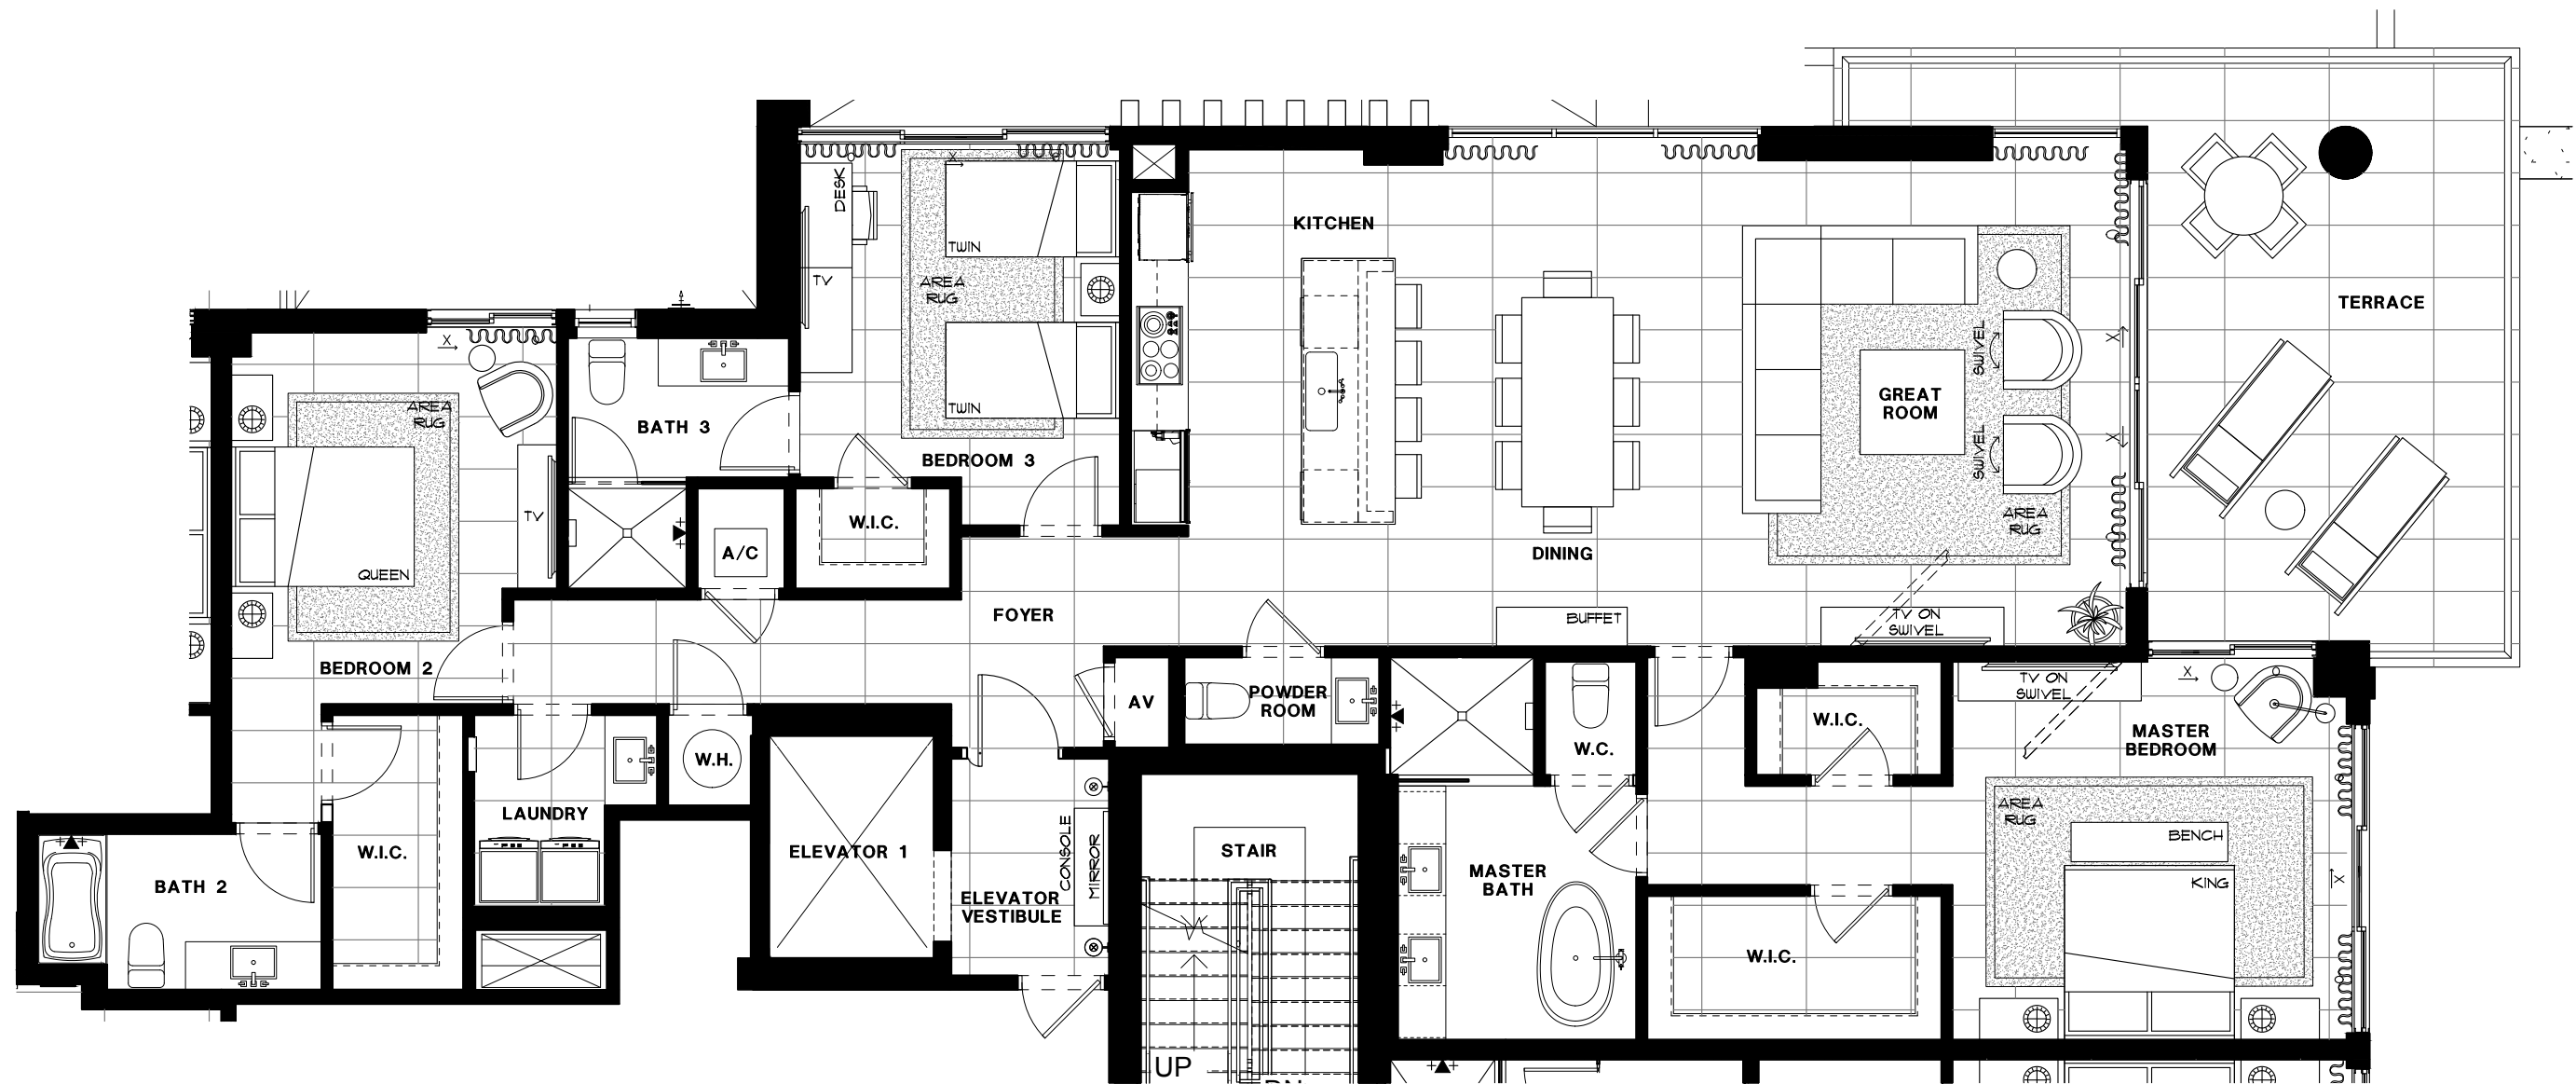 DESK
TWIN
TV
AREA
RUG
TWIN
BEDROOM 3
KITCHEN
DINING
GREAT
ROOM
SWIVEL
SWIVEL
AREA
RUG
TERRACE
X
X
X
X
AREA
RUG
QUEEN
TV
BEDROOM 2
BATH 3
A/C
W.I.C.
FOYER
BUFFET
TV ON
SWIVEL
AV
POWDER
ROOM
W.C.
W.I.C.
TV ON
SWIVEL
X
MASTER
BEDROOM
AREA
RUG
BENCH
KING
X
W.H.
LAUNDRY
W.I.C.
BATH 2
ELEVATOR 1
CONSOLE
MIRROR
ELEVATOR
VESTIBULE
STAIR
UP
MASTER
BATH
W.I.C.